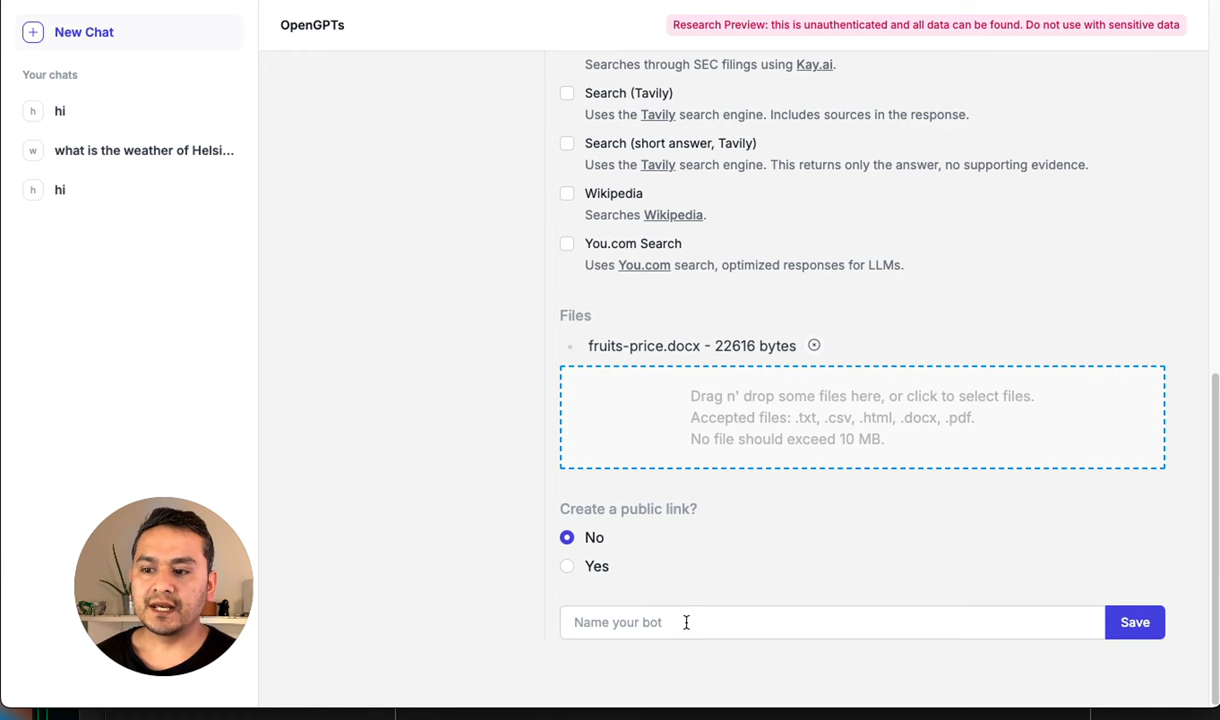 New Chat
Your chats
h hi
w what is the weather of Helsi...
h hi
OpenGPTs
Research Preview: this is unauthenticated and all data can be found. Do not use with sensitive data
Searches through SEC filings using Kay.ai.
Search (Tavily)
Uses the Tavily search engine. Includes sources in the response.
Search (short answer, Tavily)
Uses the Tavily search engine. This returns only the answer, no supporting evidence.
Wikipedia
Searches Wikipedia.
You.com Search
Uses You.com search, optimized responses for LLMs.
Files
fruits-price.docx - 22616 bytes
Drag n' drop some files here, or click to select files.
Accepted files: .txt, .csv, .html, .docx, .pdf.
No file should exceed 10 MB.
Create a public link?
No
Yes
Name your bot
Save